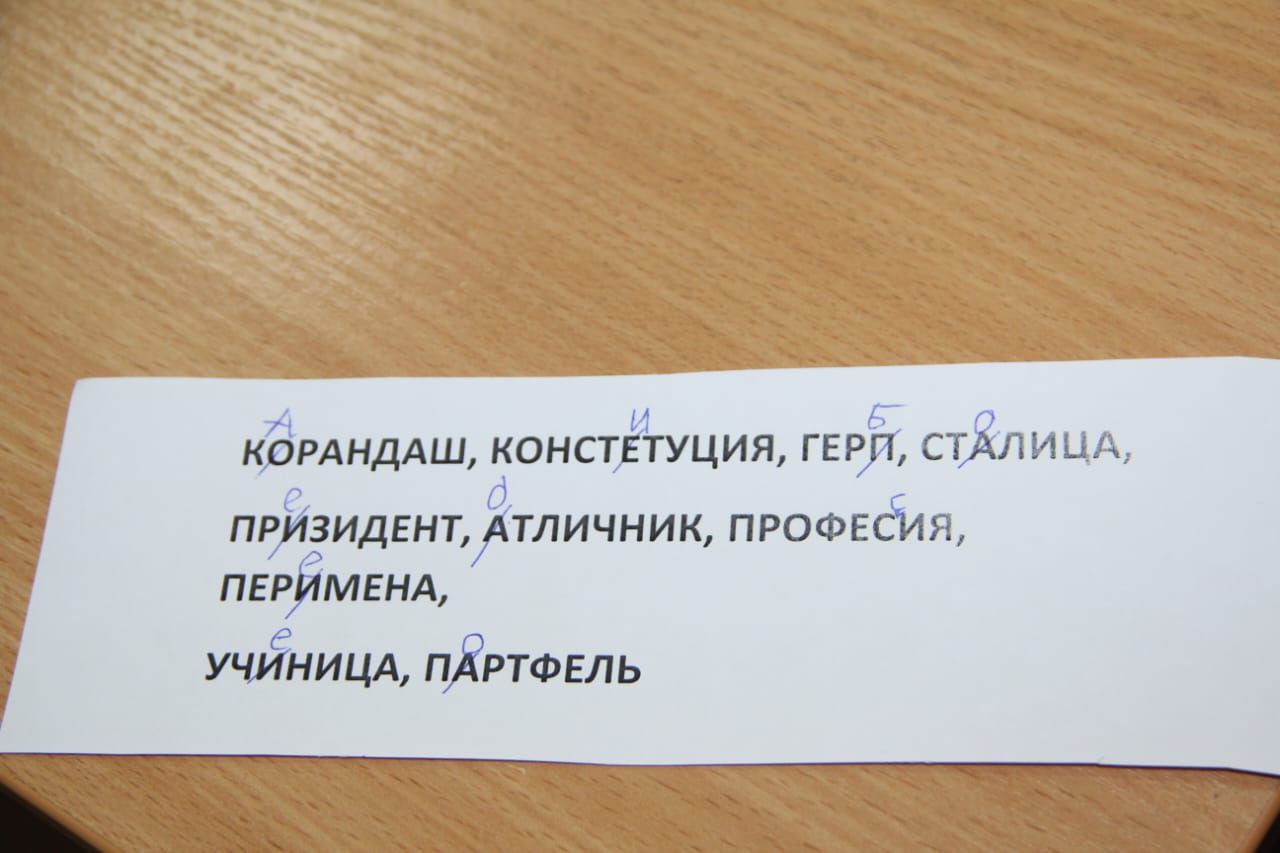 А И Б о
КОРАНДАШ, КОНСТЕТУЦИЯ, ГЕРП, СТАЛИЦА,
е о с
ПРИЗИДЕНТ, АТЛИЧНИК, ПРОФЕСИЯ,
е
ПЕРИМЕНА,
е о
УЧИНИЦА, ПАРТФЕЛЬ